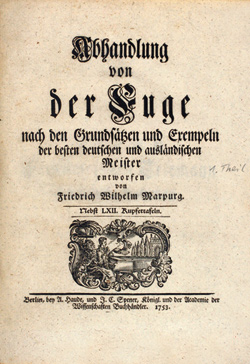 Abhandlung
von
der Fuge
nach den Grundsätzen und Exempeln
der besten deutschen und ausländischen
Meister
entworfen
von
Friedrich Wilhelm Marpurg.
1. Theil
Nebst LXII. Kupfertafeln.
Berlin, bey A. Haude, und J. C. Spener, Königl. und der Academie der
Wissenschaften Buchhändler. 1753.